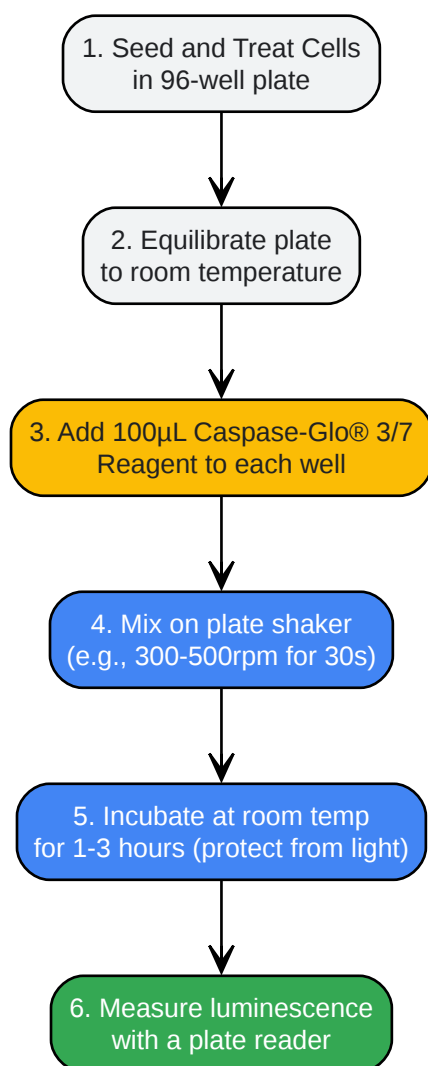 1. Seed and Treat Cells
in 96-well plate
2. Equilibrate plate
to room temperature
3. Add 100µL Caspase-Glo® 3/7
Reagent to each well
4. Mix on plate shaker
(e.g., 300-500rpm for 30s)
5. Incubate at room temp
for 1-3 hours (protect from light)
6. Measure luminescence
with a plate reader